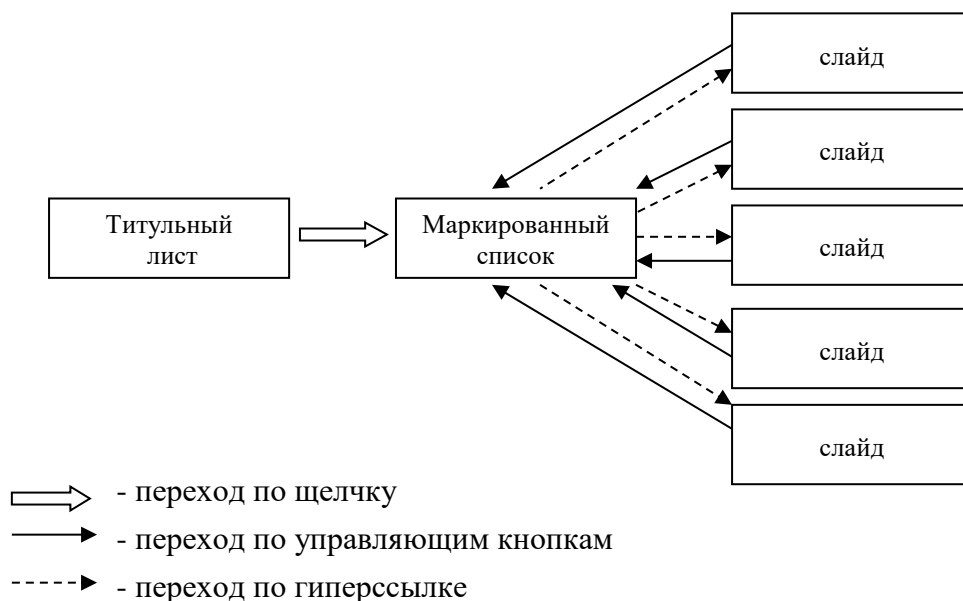 слайд
слайд
Титульный
лист
Маркированный
список
слайд
слайд
слайд
- переход по щелчку
- переход по управляющим кнопкам
- переход по гиперссылке